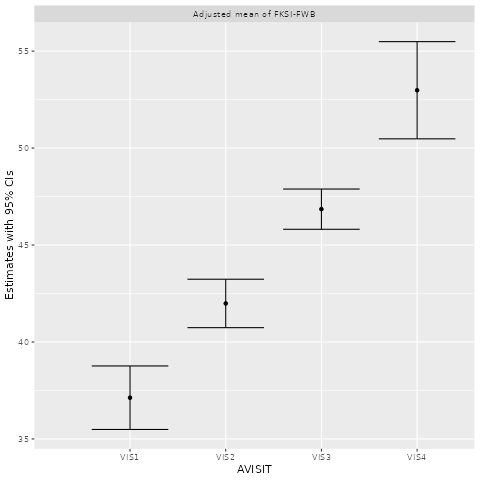 Adjusted mean of FKSI-FWB
Estimates with 95% CIs
55
50
45
40
35
VIS1 VIS2 VIS3 VIS4
AVISIT